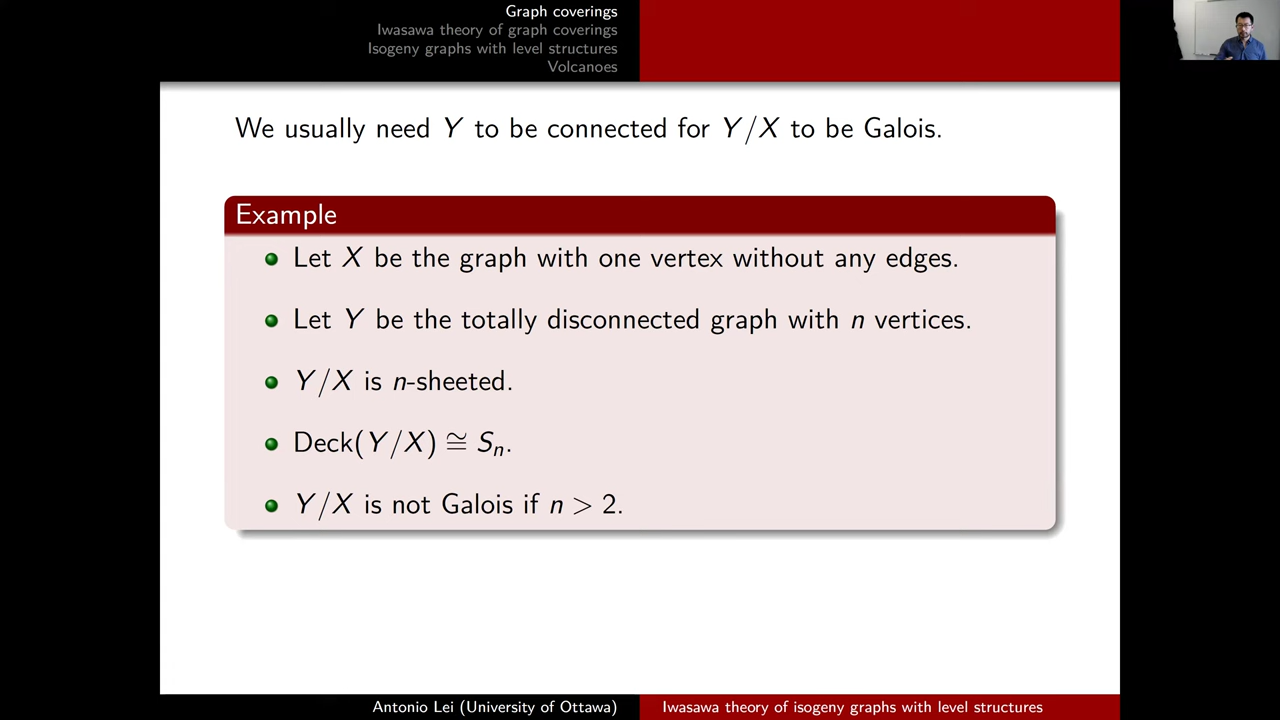 Graph coverings
Iwasawa theory of graph coverings
Isogeny graphs with level structures
Volcanoes
We usually need Y to be connected for Y/X to be Galois.
Example
Let X be the graph with one vertex without any edges.
Let Y be the totally disconnected graph with n vertices.
Y/X is n-sheeted.
Deck(Y/X) ≅ Sₙ.
Y/X is not Galois if n > 2.
Antonio Lei (University of Ottawa)
Iwasawa theory of isogeny graphs with level structures